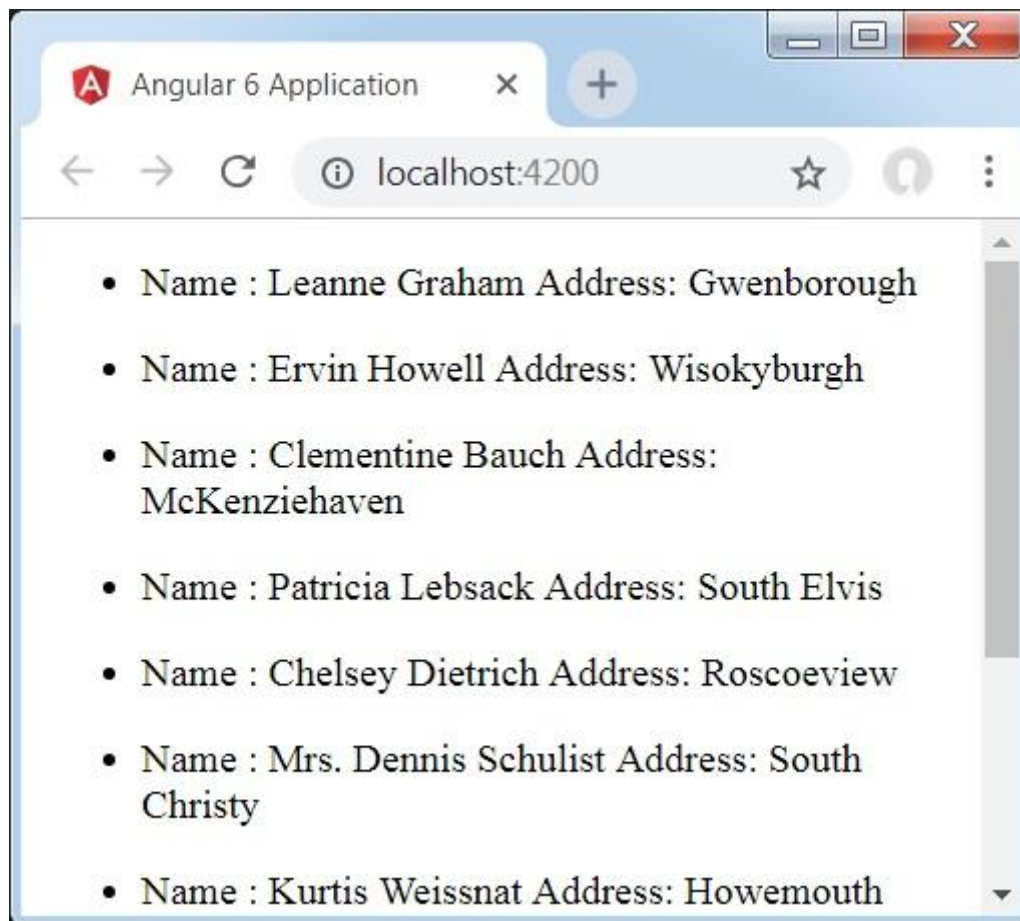 Angular 6 Application
localhost:4200
• Name : Leanne Graham Address: Gwenborough
• Name : Ervin Howell Address: Wisokyburgh
• Name : Clementine Bauch Address:
McKenziehaven
• Name : Patricia Lebsack Address: South Elvis
• Name : Chelsey Dietrich Address: Roscoeview
• Name : Mrs. Dennis Schulist Address: South
Christy
• Name : Kurtis Weissnat Address: Howemouth